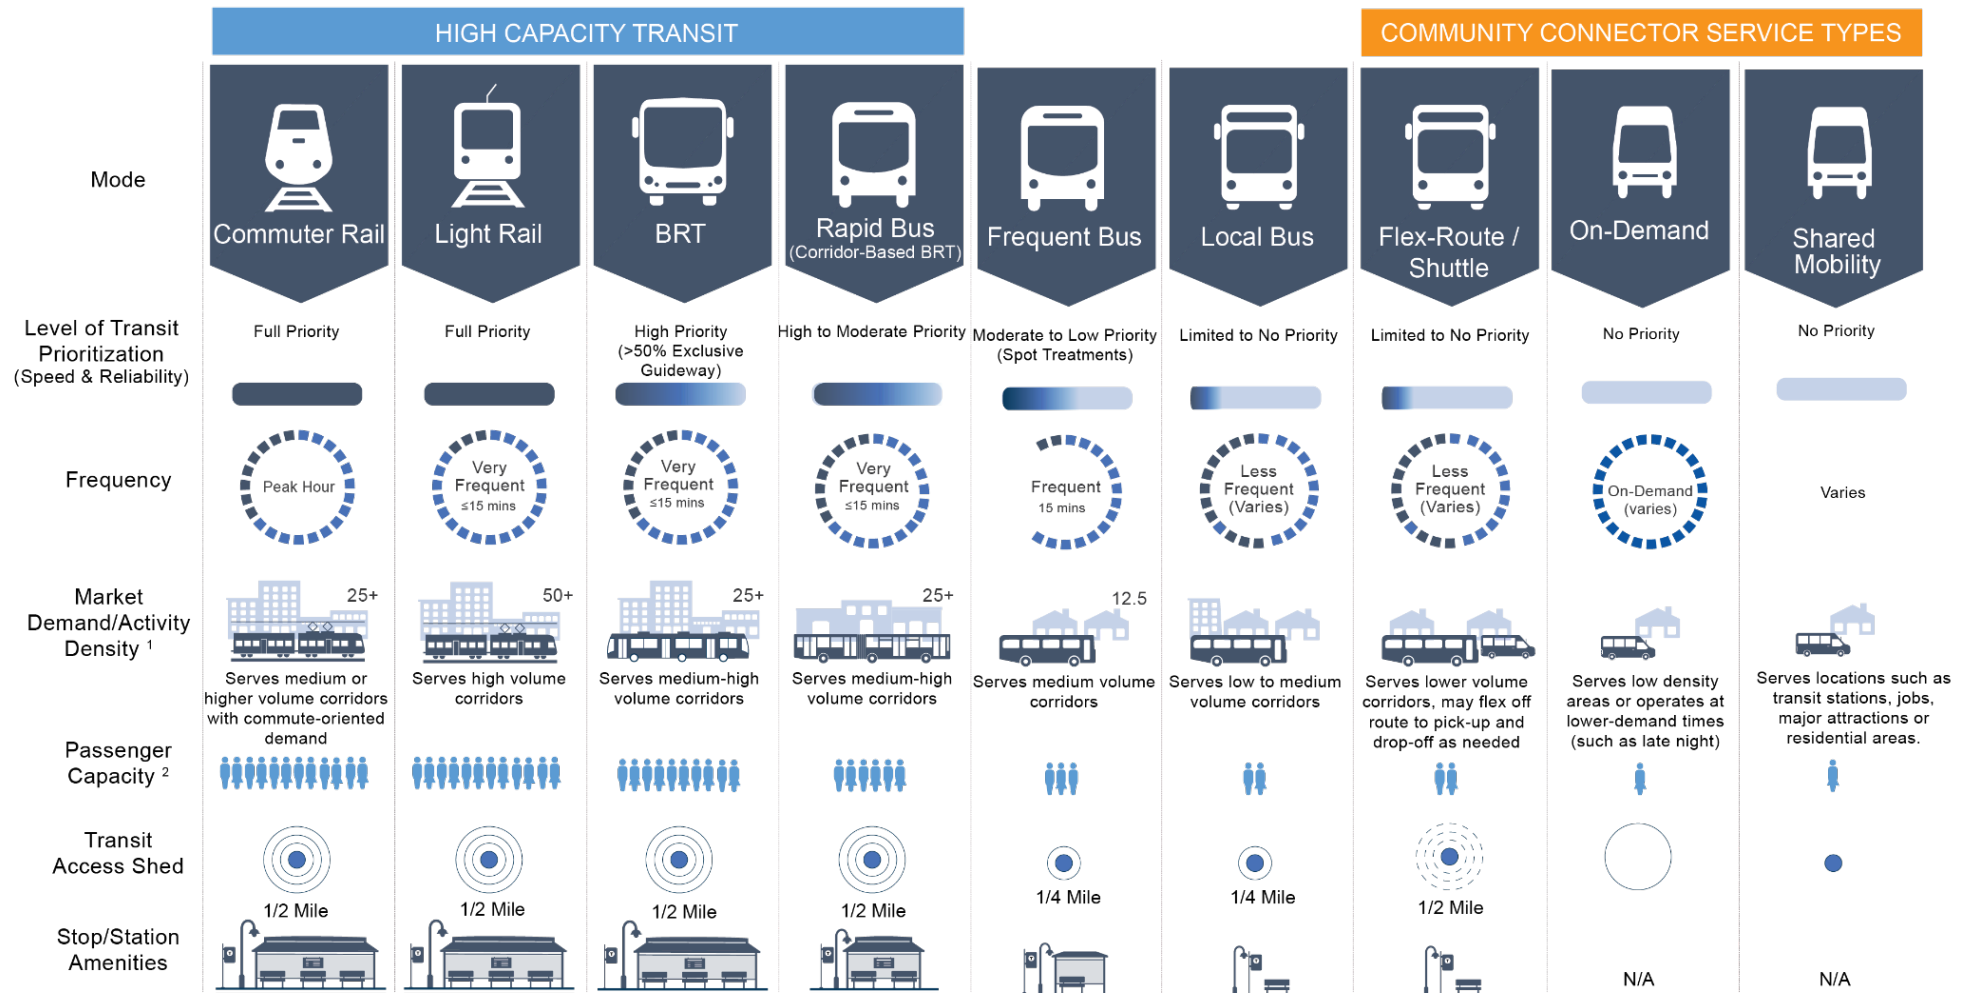 HIGH CAPACITY TRANSIT
COMMUNITY CONNECTOR SERVICE TYPES
Mode
Commuter Rail
Light Rail
BRT
Rapid Bus
(Corridor-Based BRT)
Frequent Bus
Local Bus
Flex-Route /
Shuttle
On-Demand
Shared
Mobility
Level of Transit
Prioritization
(Speed & Reliability)
Full Priority
Full Priority
High Priority
(>50% Exclusive
Guideway)
High to Moderate Priority
Moderate to Low Priority
(Spot Treatments)
Limited to No Priority
Limited to No Priority
No Priority
No Priority
Frequency
Peak Hour
Very
Frequent
≤15 mins
Very
Frequent
≤15 mins
Very
Frequent
≤15 mins
Frequent
15 mins
Less
Frequent
(Varies)
Less
Frequent
(Varies)
On-Demand
(varies)
Varies
Market
Demand/Activity
Density 1
25+
Serves medium or
higher volume corridors
with commute-oriented
demand
50+
Serves high volume
corridors
25+
Serves medium-high
volume corridors
25+
Serves medium-high
volume corridors
12.5
Serves medium volume
corridors
Serves low to medium
volume corridors
Serves lower volume
corridors, may flex off
route to pick-up and
drop-off as needed
Serves low density
areas or operates at
lower-demand times
(such as late night)
Serves locations such as
transit stations, jobs,
major attractions or
residential areas.
Passenger
Capacity 2
Transit
Access Shed
1/2 Mile
1/2 Mile
1/2 Mile
1/2 Mile
1/4 Mile
1/4 Mile
1/2 Mile
Stop/Station
Amenities
N/A
N/A